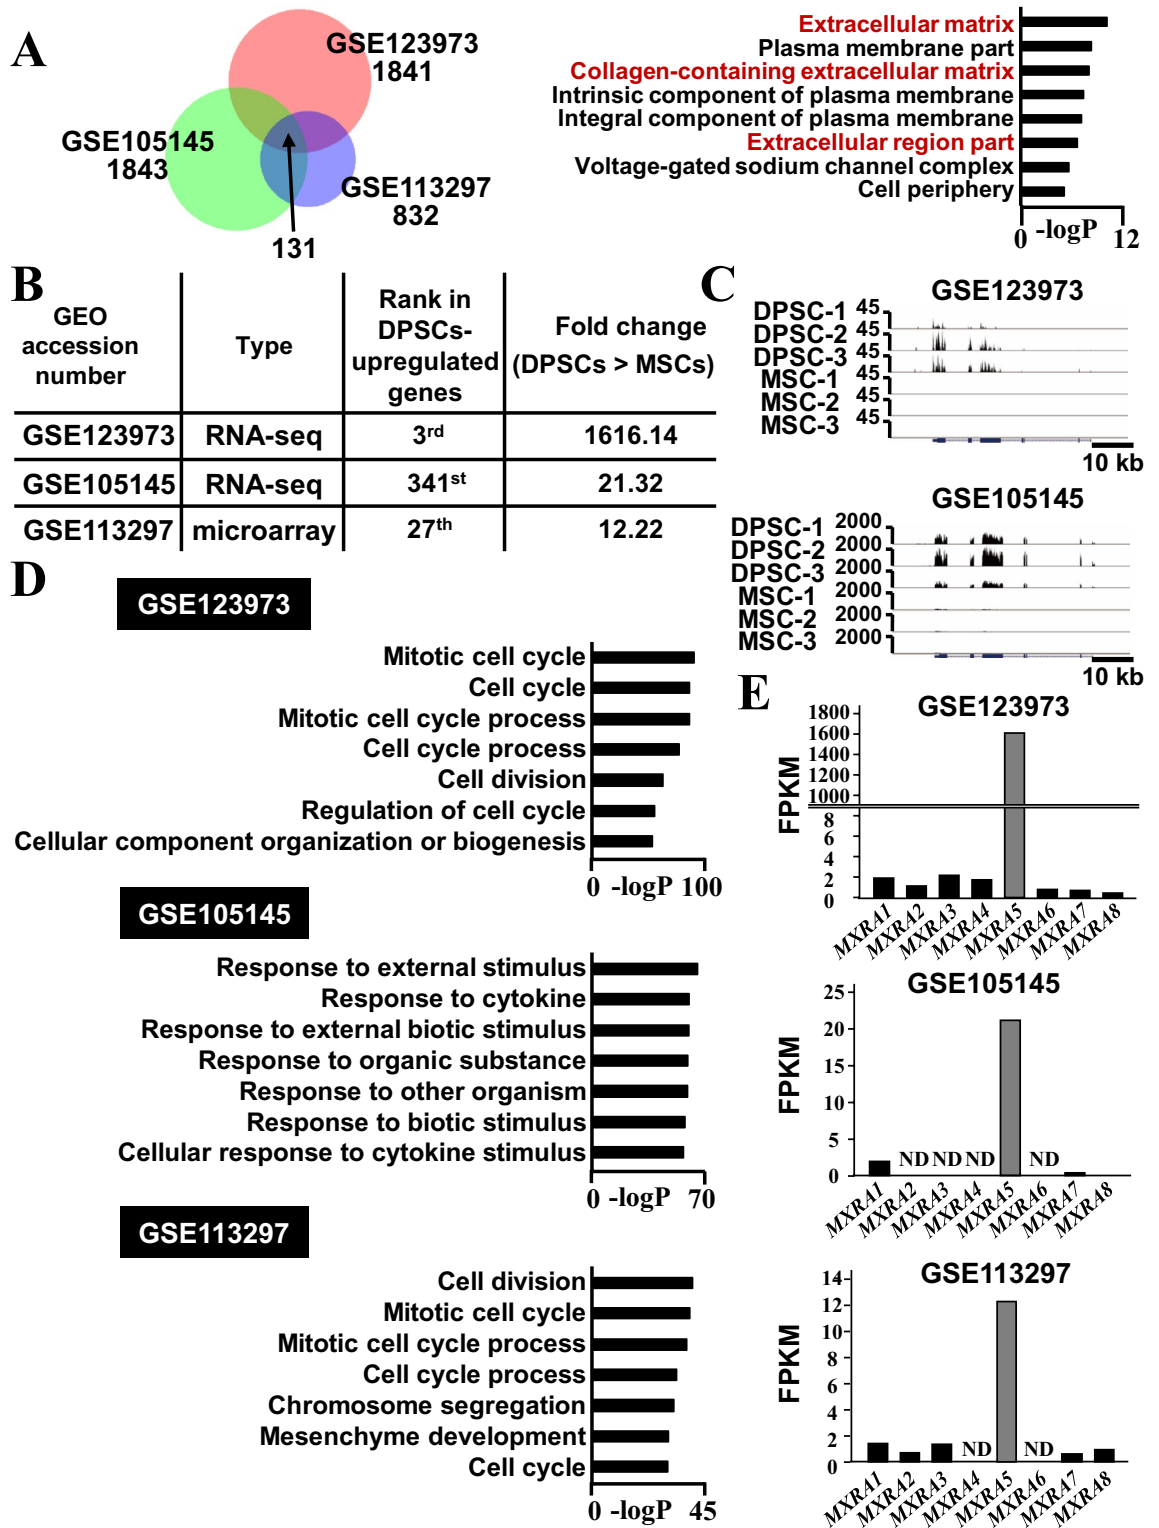 A
GSE123973
1841
GSE105145
1843
GSE113297
832
131
Extracellular matrix
Plasma membrane part
Collagen-containing extracellular matrix
Intrinsic component of plasma membrane
Integral component of plasma membrane
Extracellular region part
Voltage-gated sodium channel complex
Cell periphery
0 -logP 12
B
GEO accession number
Type
Rank in DPSCs-upregulated genes
Fold change (DPSCs > MSCs)
GSE123973 RNA-seq 3rd 1616.14
GSE105145 RNA-seq 341st 21.32
GSE113297 microarray 27th 12.22
C
GSE123973
DPSC-1 45
DPSC-2 45
DPSC-3 45
MSC-1 45
MSC-2 45
MSC-3 45
10 kb
GSE105145
DPSC-1 2000
DPSC-2 2000
DPSC-3 2000
MSC-1 2000
MSC-2 2000
MSC-3 2000
10 kb
D
GSE123973
Mitotic cell cycle
Cell cycle
Mitotic cell cycle process
Cell cycle process
Cell division
Regulation of cell cycle
Cellular component organization or biogenesis
0 -logP 100
GSE105145
Response to external stimulus
Response to cytokine
Response to external biotic stimulus
Response to organic substance
Response to other organism
Response to biotic stimulus
Cellular response to cytokine stimulus
0 -logP 70
GSE113297
Cell division
Mitotic cell cycle
Mitotic cell cycle process
Cell cycle process
Chromosome segregation
Mesenchyme development
Cell cycle
0 -logP 45
E
GSE123973
FPKM
1800
1600
1400
1200
1000
8
6
4
2
0
MXRA1 MXRA2 MXRA3 MXRA4 MXRA5 MXRA6 MXRA7 MXRA8
GSE105145
FPKM
25
20
15
10
5
0
ND ND ND ND
MXRA1 MXRA2 MXRA3 MXRA4 MXRA5 MXRA6 MXRA7 MXRA8
GSE113297
FPKM
14
12
10
8
6
4
2
0
ND ND
MXRA1 MXRA2 MXRA3 MXRA4 MXRA5 MXRA6 MXRA7 MXRA8